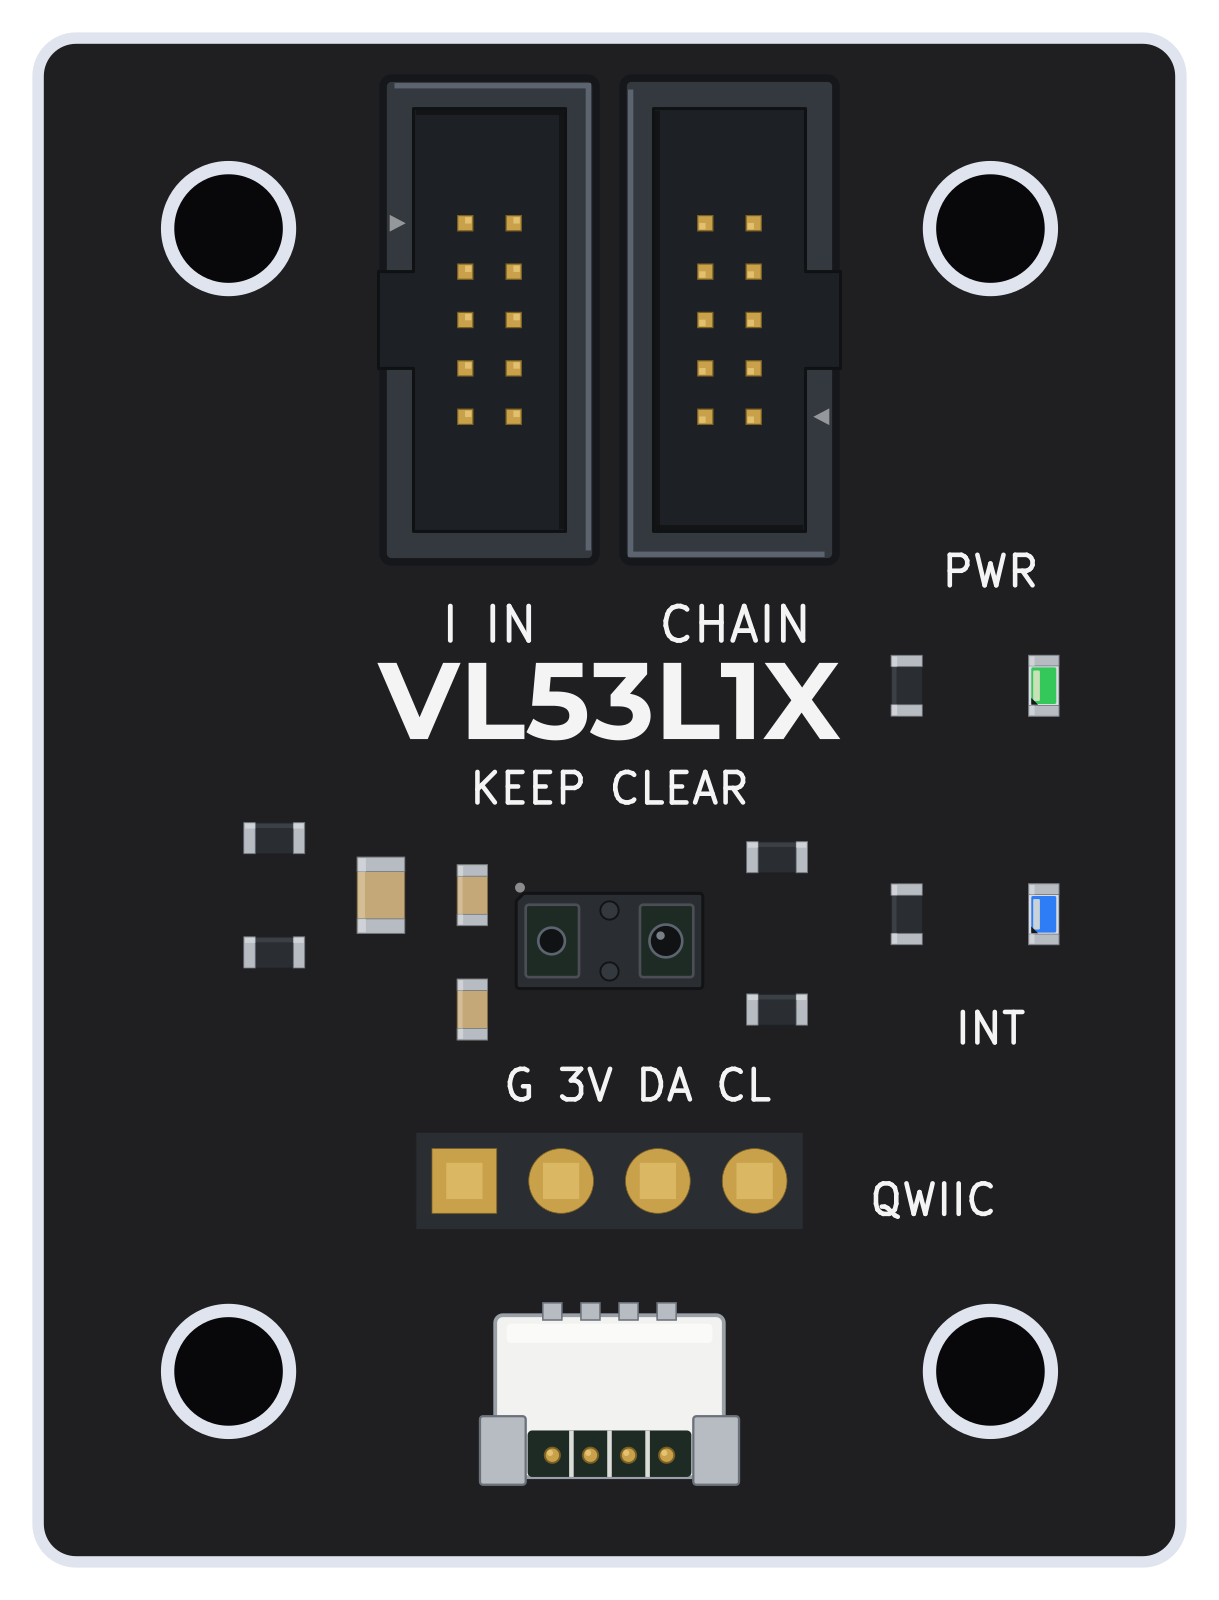 PWR
I IN CHAIN
VL53L1X
KEEP CLEAR
INT
G 3V DA CL
QWIIC